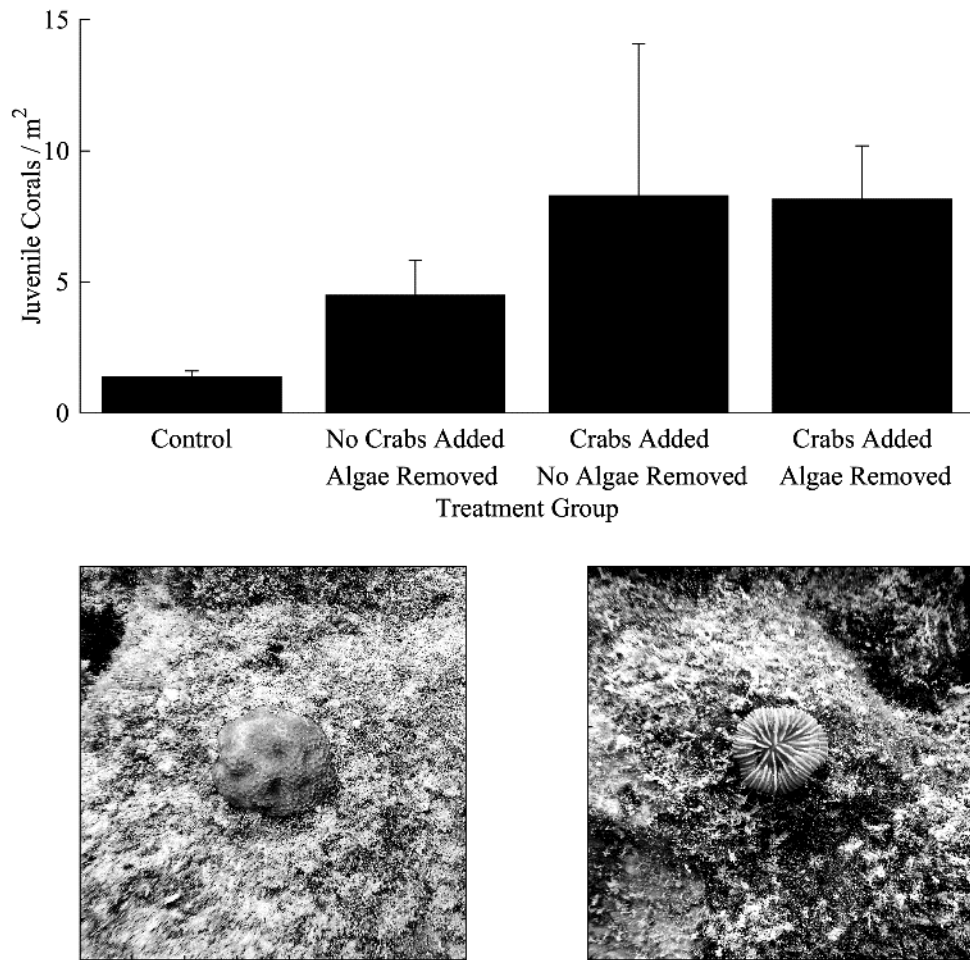 15
10
5
0
Juvenile Corals / m²
Control
No Crabs Added
Algae Removed
Crabs Added
No Algae Removed
Crabs Added
Algae Removed
Treatment Group